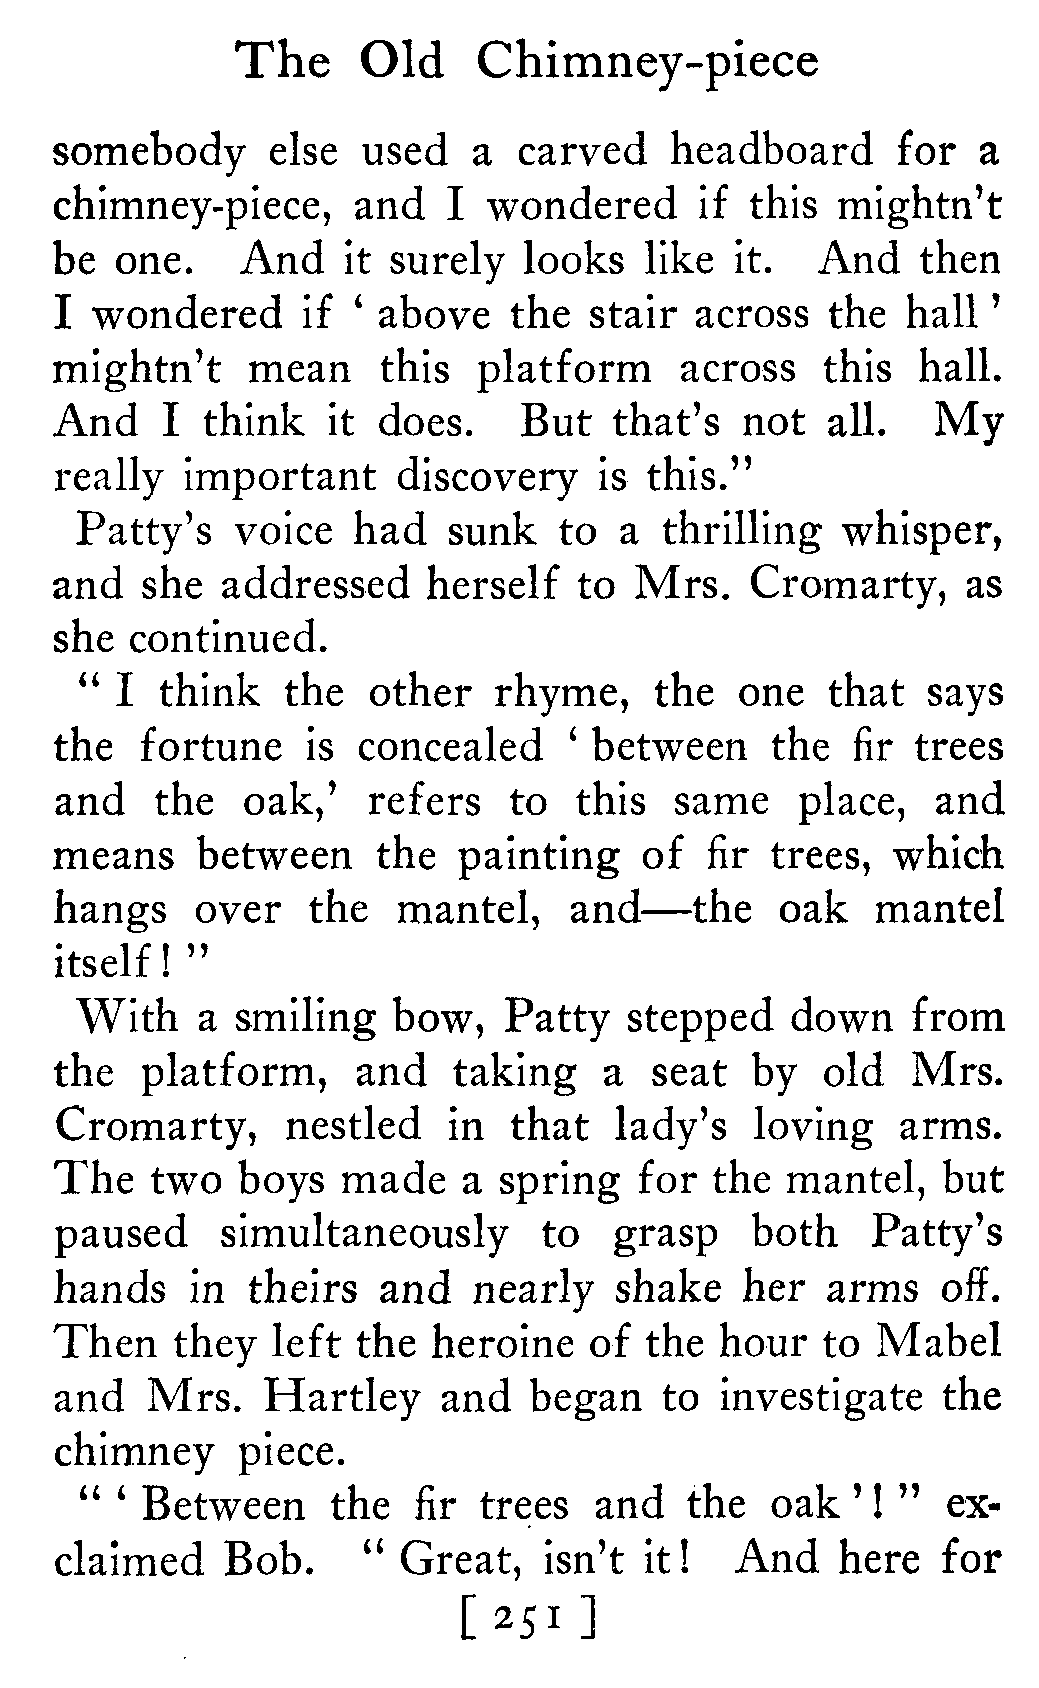 The Old Chimney-piece
somebody else used a carved headboard for a
chimney-piece, and I wondered if this mightn't
be one. And it surely looks like it. And then
I wondered if ‘ above the stair across the hall ’
mightn't mean this platform across this hall.
And I think it does. But that's not all. My
really important discovery is this.”
Patty's voice had sunk to a thrilling whisper,
and she addressed herself to Mrs. Cromarty, as
she continued.
“ I think the other rhyme, the one that says
the fortune is concealed ‘ between the fir trees
and the oak,’ refers to this same place, and
means between the painting of fir trees, which
hangs over the mantel, and—the oak mantel
itself ! ”
With a smiling bow, Patty stepped down from
the platform, and taking a seat by old Mrs.
Cromarty, nestled in that lady's loving arms.
The two boys made a spring for the mantel, but
paused simultaneously to grasp both Patty's
hands in theirs and nearly shake her arms off.
Then they left the heroine of the hour to Mabel
and Mrs. Hartley and began to investigate the
chimney piece.
“ ‘ Between the fir trees and the oak ’ ! ” ex-
claimed Bob. “ Great, isn't it ! And here for
[ 251 ]